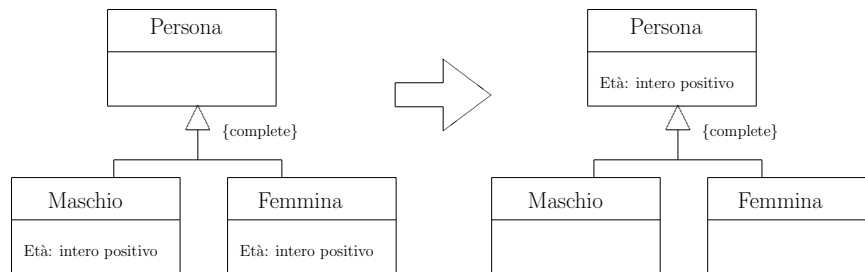 Persona
{complete}
Maschio
Età: intero positivo
Femmina
Età: intero positivo
Persona
Età: intero positivo
{complete}
Maschio
Femmina